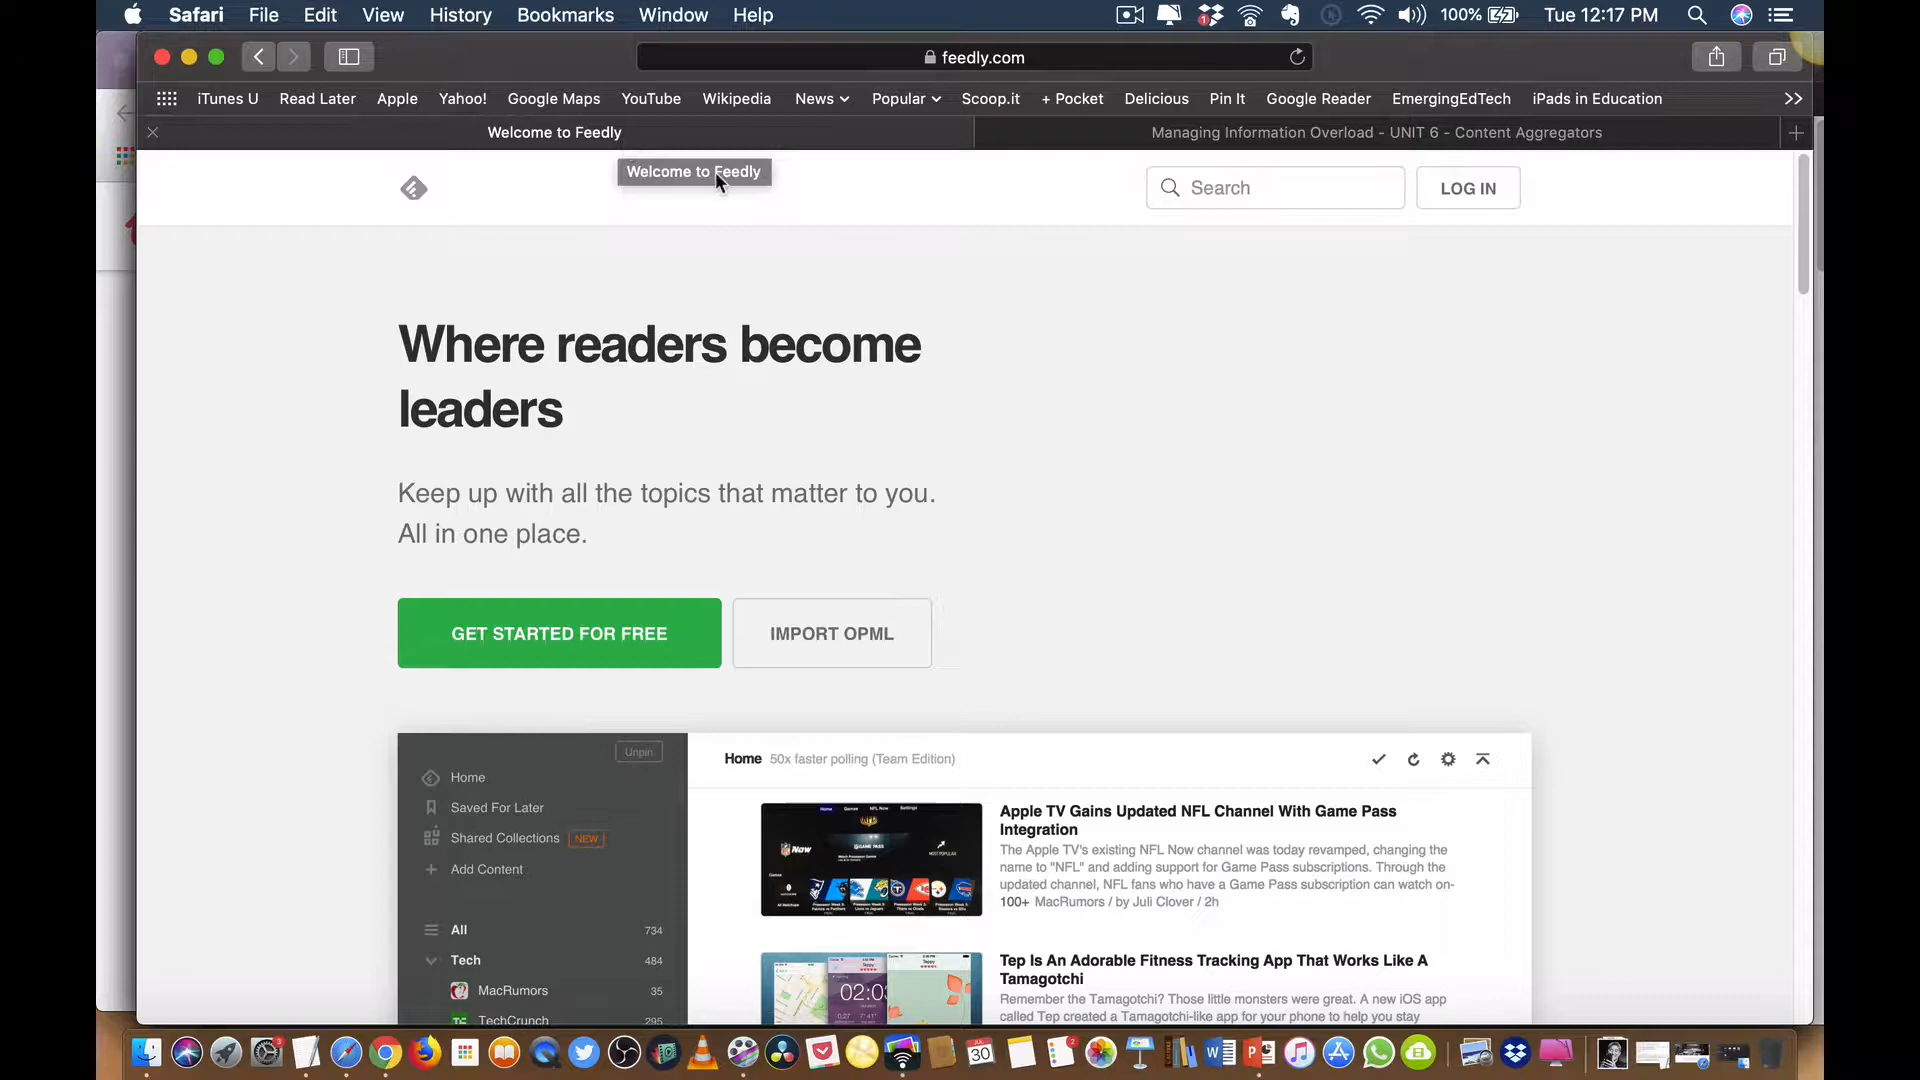 Safari File Edit View History Bookmarks Window Help 100% Tue 12:17 PM
feedly.com
iTunes U Read Later Apple Yahoo! Google Maps YouTube Wikipedia News Popular Scoop.it + Pocket Delicious Pin It Google Reader EmergingEdTech iPads in Education
Welcome to Feedly Managing Information Overload - UNIT 6 - Content Aggregators
Welcome to Feedly
Search LOG IN
Where readers become
leaders
Keep up with all the topics that matter to you.
All in one place.
GET STARTED FOR FREE IMPORT OPML
Unpin
Home
Saved For Later
Shared Collections NEW
Add Content
All 734
Tech 484
MacRumors 35
TechCrunch 295
Home 50x faster polling (Team Edition)
Apple TV Gains Updated NFL Channel With Game Pass
Integration
The Apple TV's existing NFL Now channel was today revamped, changing the
name to "NFL" and adding support for Game Pass subscriptions. Through the
updated channel, NFL fans who have a Game Pass subscription can watch on-
100+ MacRumors / by Juli Clover / 2h
Tep Is An Adorable Fitness Tracking App That Works Like A
Tamagotchi
Remember the Tamagotchi? Those little monsters were great. A new iOS app
called Tep created a Tamagotchi-like app for your phone to help you stay
JUL
30